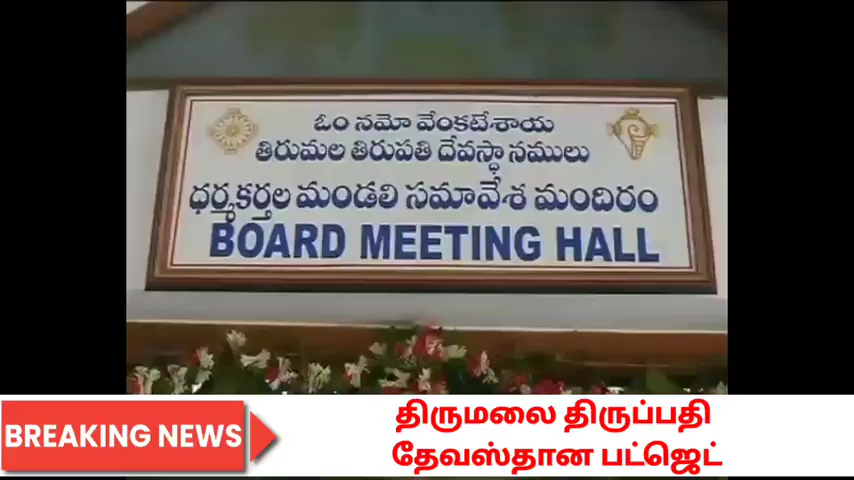 ఓం నమో వేంకటేశాయ
తిరుమల తిరుపతి దేవస్థానములు
ధర్మకర్తల మండలి సమావేశ మందిరం
BOARD MEETING HALL
BREAKING NEWS
திருமலை திருப்பதி
தேவஸ்தான பட்ஜெட்